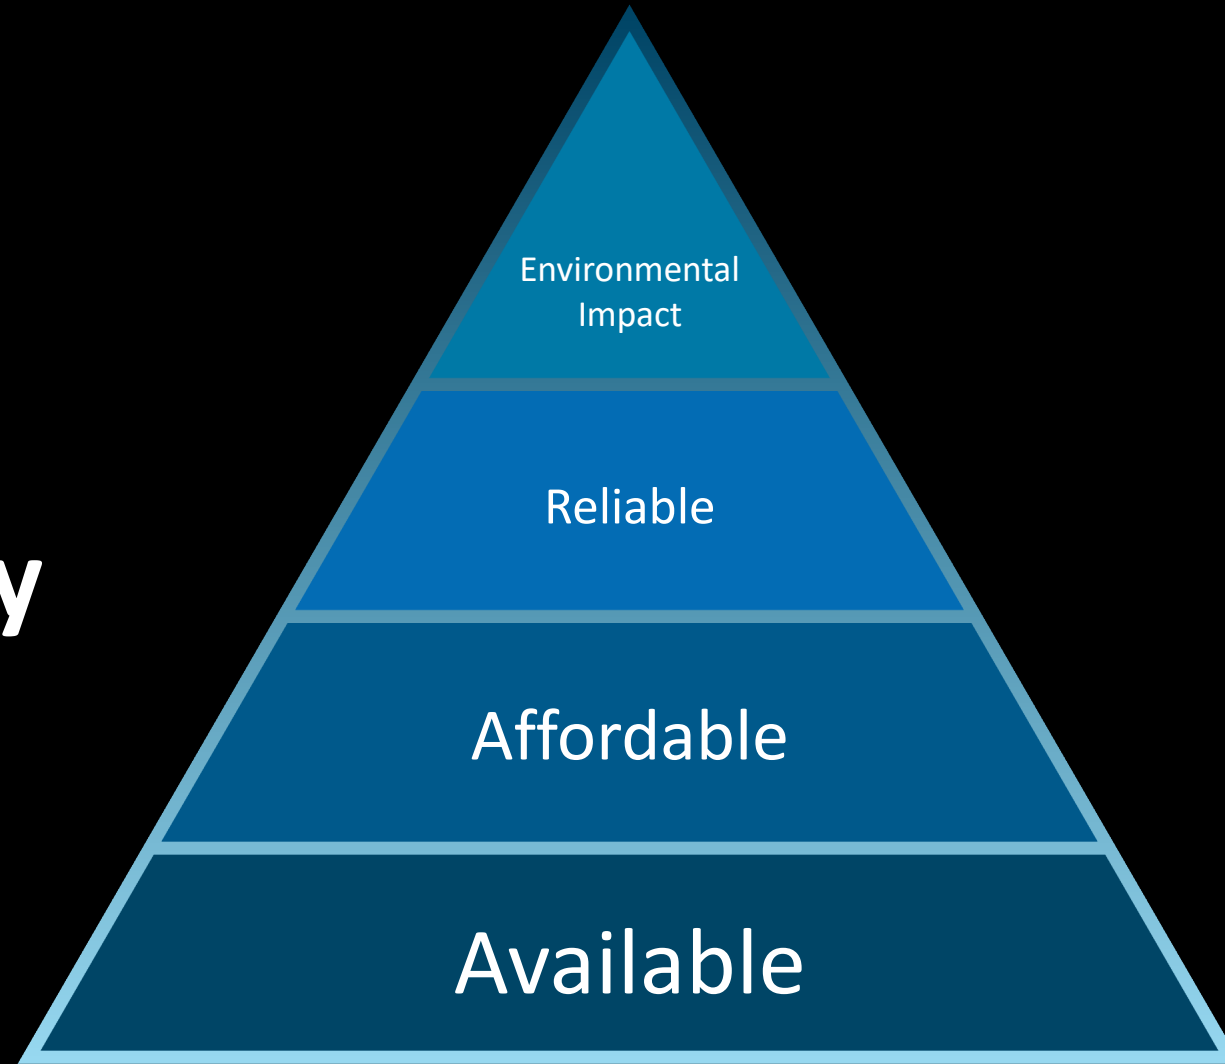 Environmental
Impact
Reliable
y
Affordable
Available